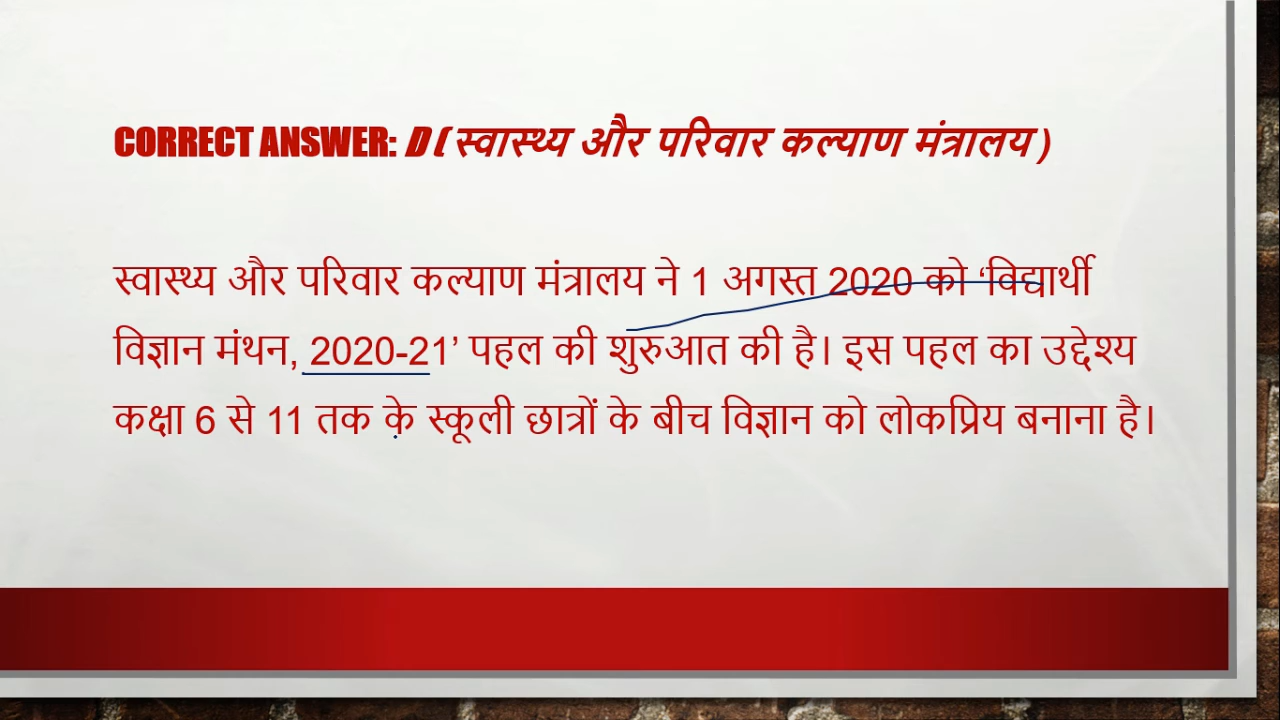 CORRECT ANSWER: D ( स्वास्थ्य और परिवार कल्याण मंत्रालय )
स्वास्थ्य और परिवार कल्याण मंत्रालय ने 1 अगस्त 2020 को ‘विद्यार्थी
विज्ञान मंथन, 2020-21’ पहल की शुरुआत की है। इस पहल का उद्देश्य
कक्षा 6 से 11 तक के स्कूली छात्रों के बीच विज्ञान को लोकप्रिय बनाना है।